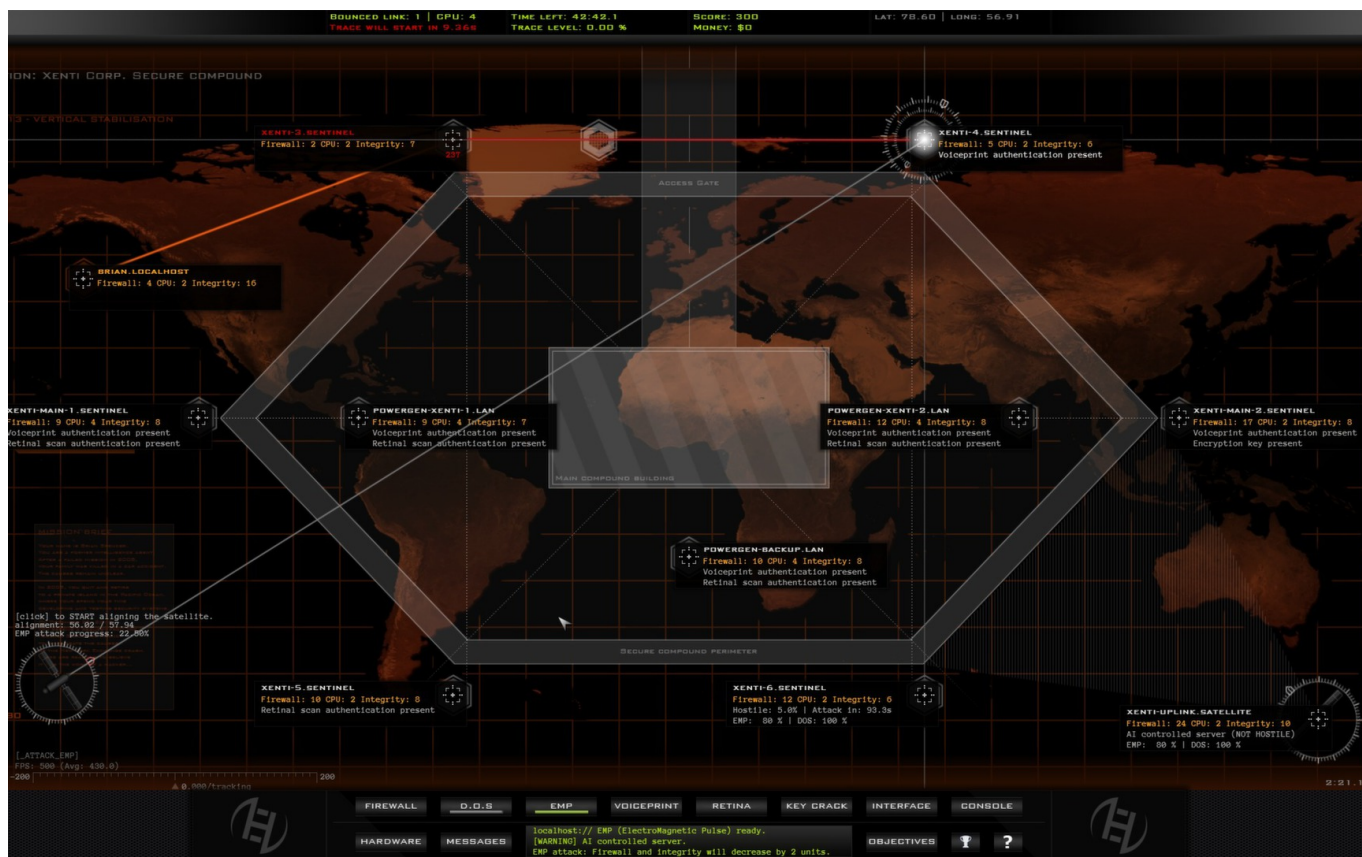 BOUNCED LINK: 1 | CPU: 4
TRACE WILL START IN 9.36s
TIME LEFT: 42:42.1
TRACE LEVEL: 0.00 %
SCORE: 300
MONEY: $0
LAT: 78.60 | LONG: 56.91
ION: XENTI CORP. SECURE COMPOUND
13 - VERTICAL STABILISATION
XENTI-3.SENTINEL
Firewall: 2 CPU: 2 Integrity: 7
237
XENTI-4.SENTINEL
Firewall: 5 CPU: 2 Integrity: 6
Voiceprint authentication present
ACCESS GATE
BRIAN.LOCALHOST
Firewall: 4 CPU: 2 Integrity: 16
XENTI-MAIN-1.SENTINEL
Firewall: 9 CPU: 4 Integrity: 8
Voiceprint authentication present
Retinal scan authentication present
POWERGEN-XENTI-1.LAN
Firewall: 9 CPU: 4 Integrity: 7
Voiceprint authentication present
Retinal scan authentication present
POWERGEN-XENTI-2.LAN
Firewall: 12 CPU: 4 Integrity: 8
Voiceprint authentication present
Retinal scan authentication present
XENTI-MAIN-2.SENTINEL
Firewall: 17 CPU: 2 Integrity: 8
Voiceprint authentication present
Encryption key present
MAIN COMPOUND BUILDING
POWERGEN-BACKUP.LAN
Firewall: 10 CPU: 4 Integrity: 8
Voiceprint authentication present
Retinal scan authentication present
[click] to START aligning the satellite.
alignment: 56.02 / 57.94
EMP attack progress: 22.80%
SECURE COMPOUND PERIMETER
XENTI-5.SENTINEL
Firewall: 10 CPU: 2 Integrity: 8
Retinal scan authentication present
XENTI-6.SENTINEL
Firewall: 12 CPU: 2 Integrity: 6
Hostile: 5.0% | Attack in: 93.3s
EMP: 80 % | DOS: 100 %
XENTI-UPLINK.SATELLITE
Firewall: 24 CPU: 2 Integrity: 10
AI controlled server (NOT HOSTILE)
EMP: 80 % | DOS: 100 %
[_ATTACK_EMP]
FPS: 500 (Avg: 430.0)
-200
200
0.000/tracking
2:21.1
FIREWALL
D.O.S
EMP
VOICEPRINT
RETINA
KEY CRACK
INTERFACE
CONSOLE
HARDWARE
MESSAGES
localhost:// EMP (ElectroMagnetic Pulse) ready.
[WARNING] AI controlled server.
EMP attack: Firewall and integrity will decrease by 2 units.
OBJECTIVES
?